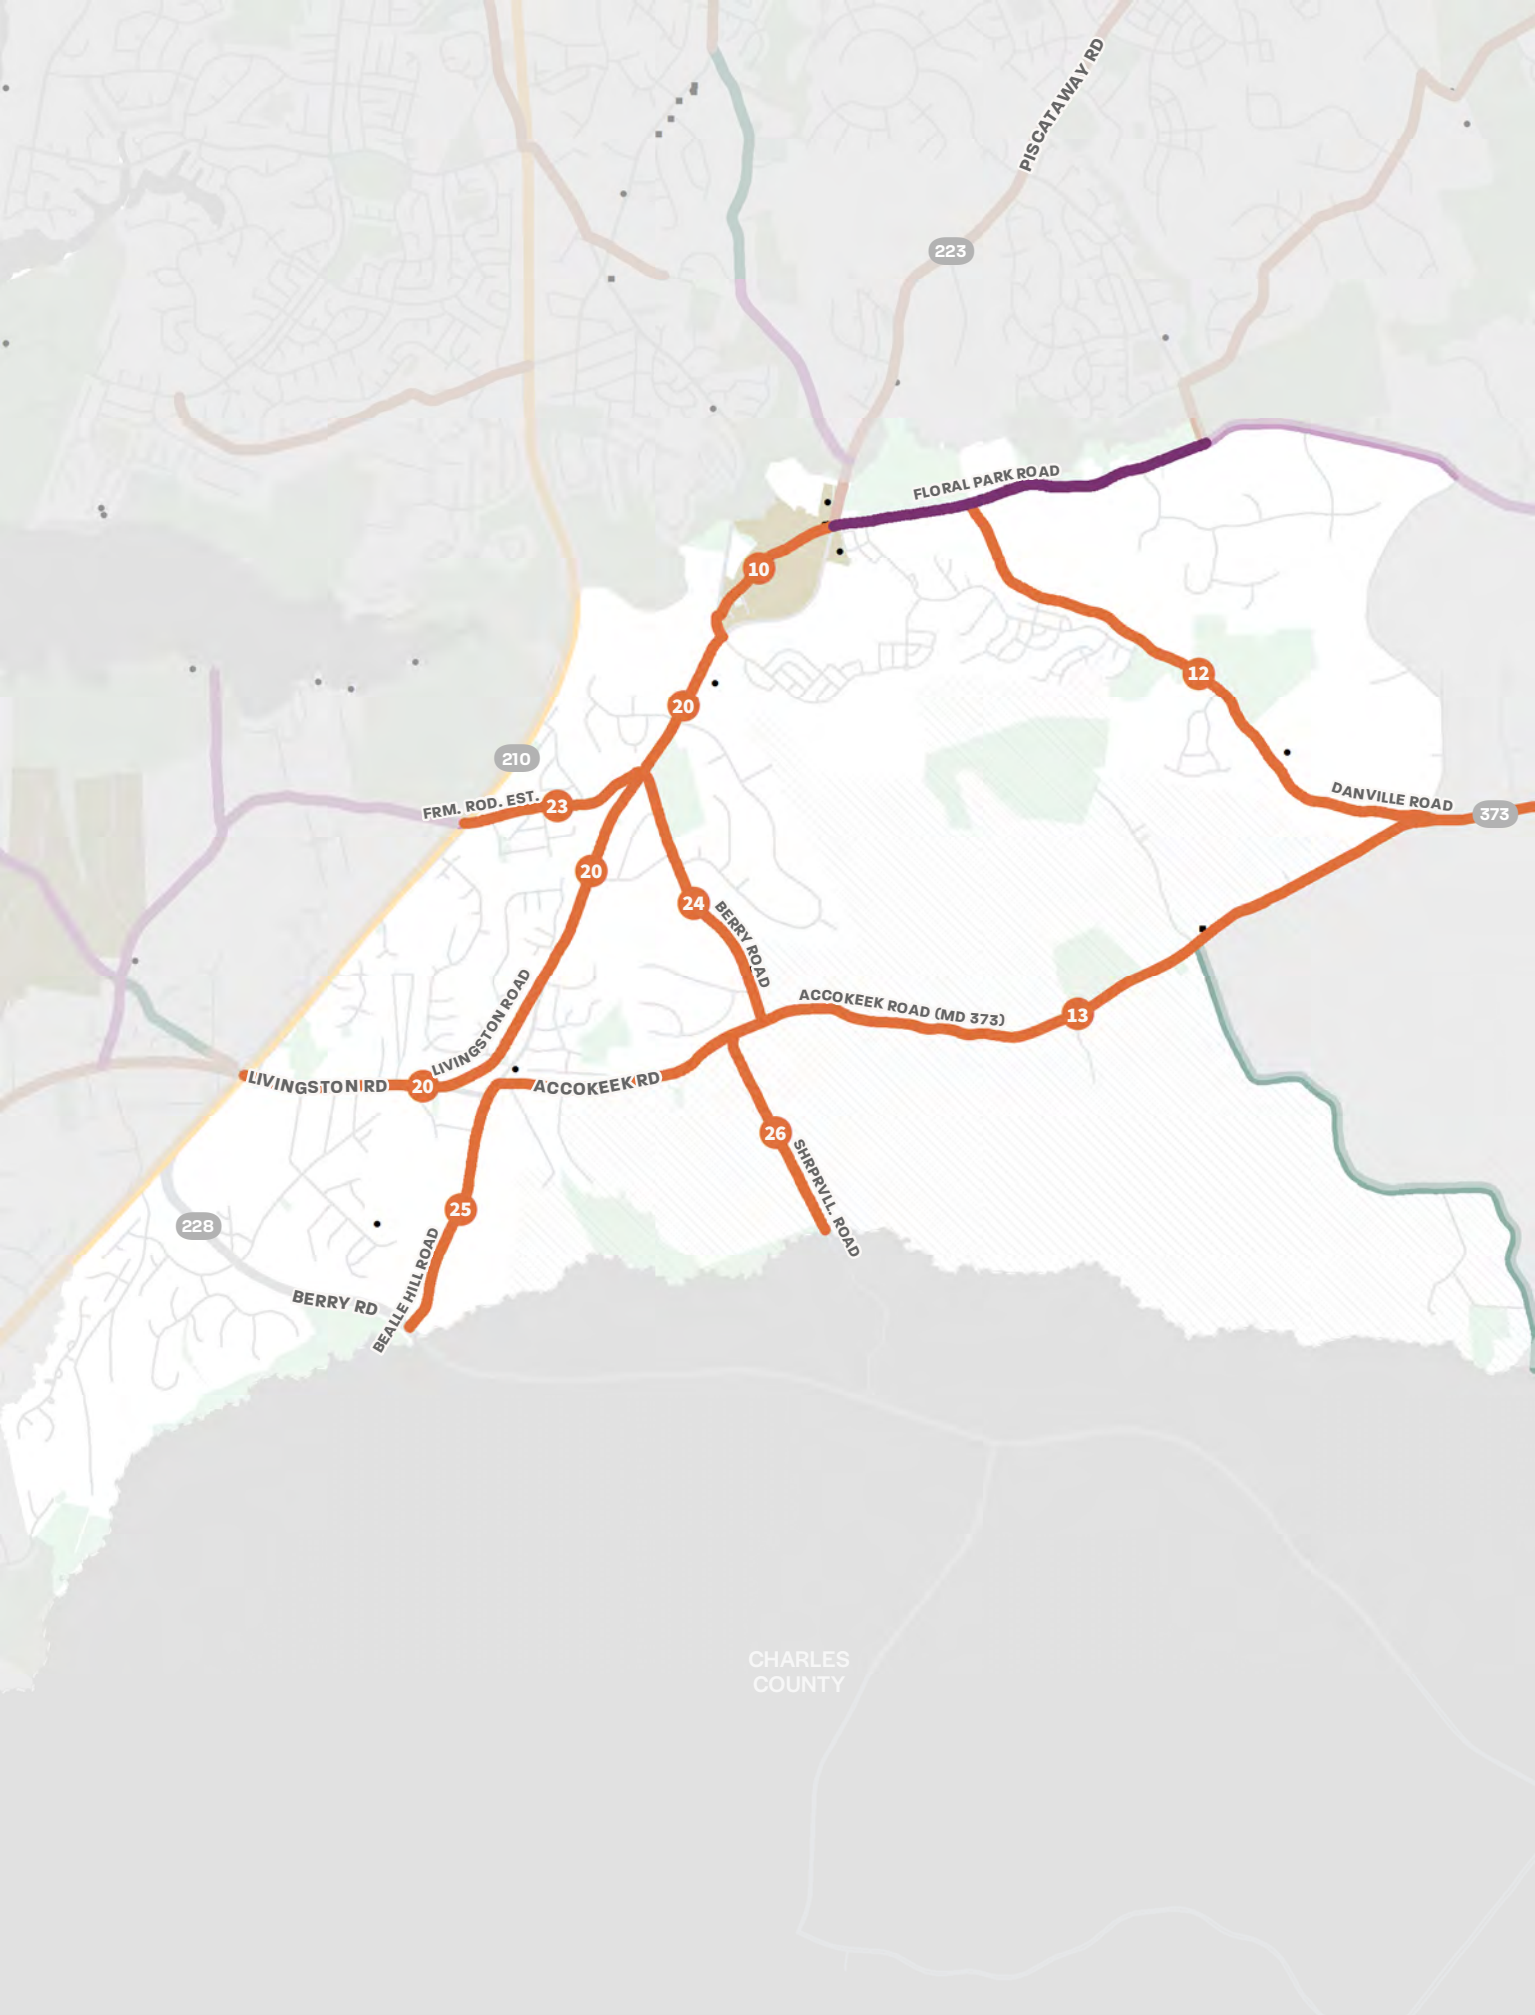 PISCATAWAY RD
223
FLORAL PARK ROAD
10
12
20
210
FRM. ROD. EST.
23
DANVILLE ROAD
373
20
24
BERRY ROAD
LIVINGSTON ROAD
ACCOKEEK ROAD (MD 373)
13
LIVINGSTON RD
20
ACCOKEEK RD
26
SHRPRVLL. ROAD
25
228
BEALLE HILL ROAD
BERRY RD
CHARLES
COUNTY